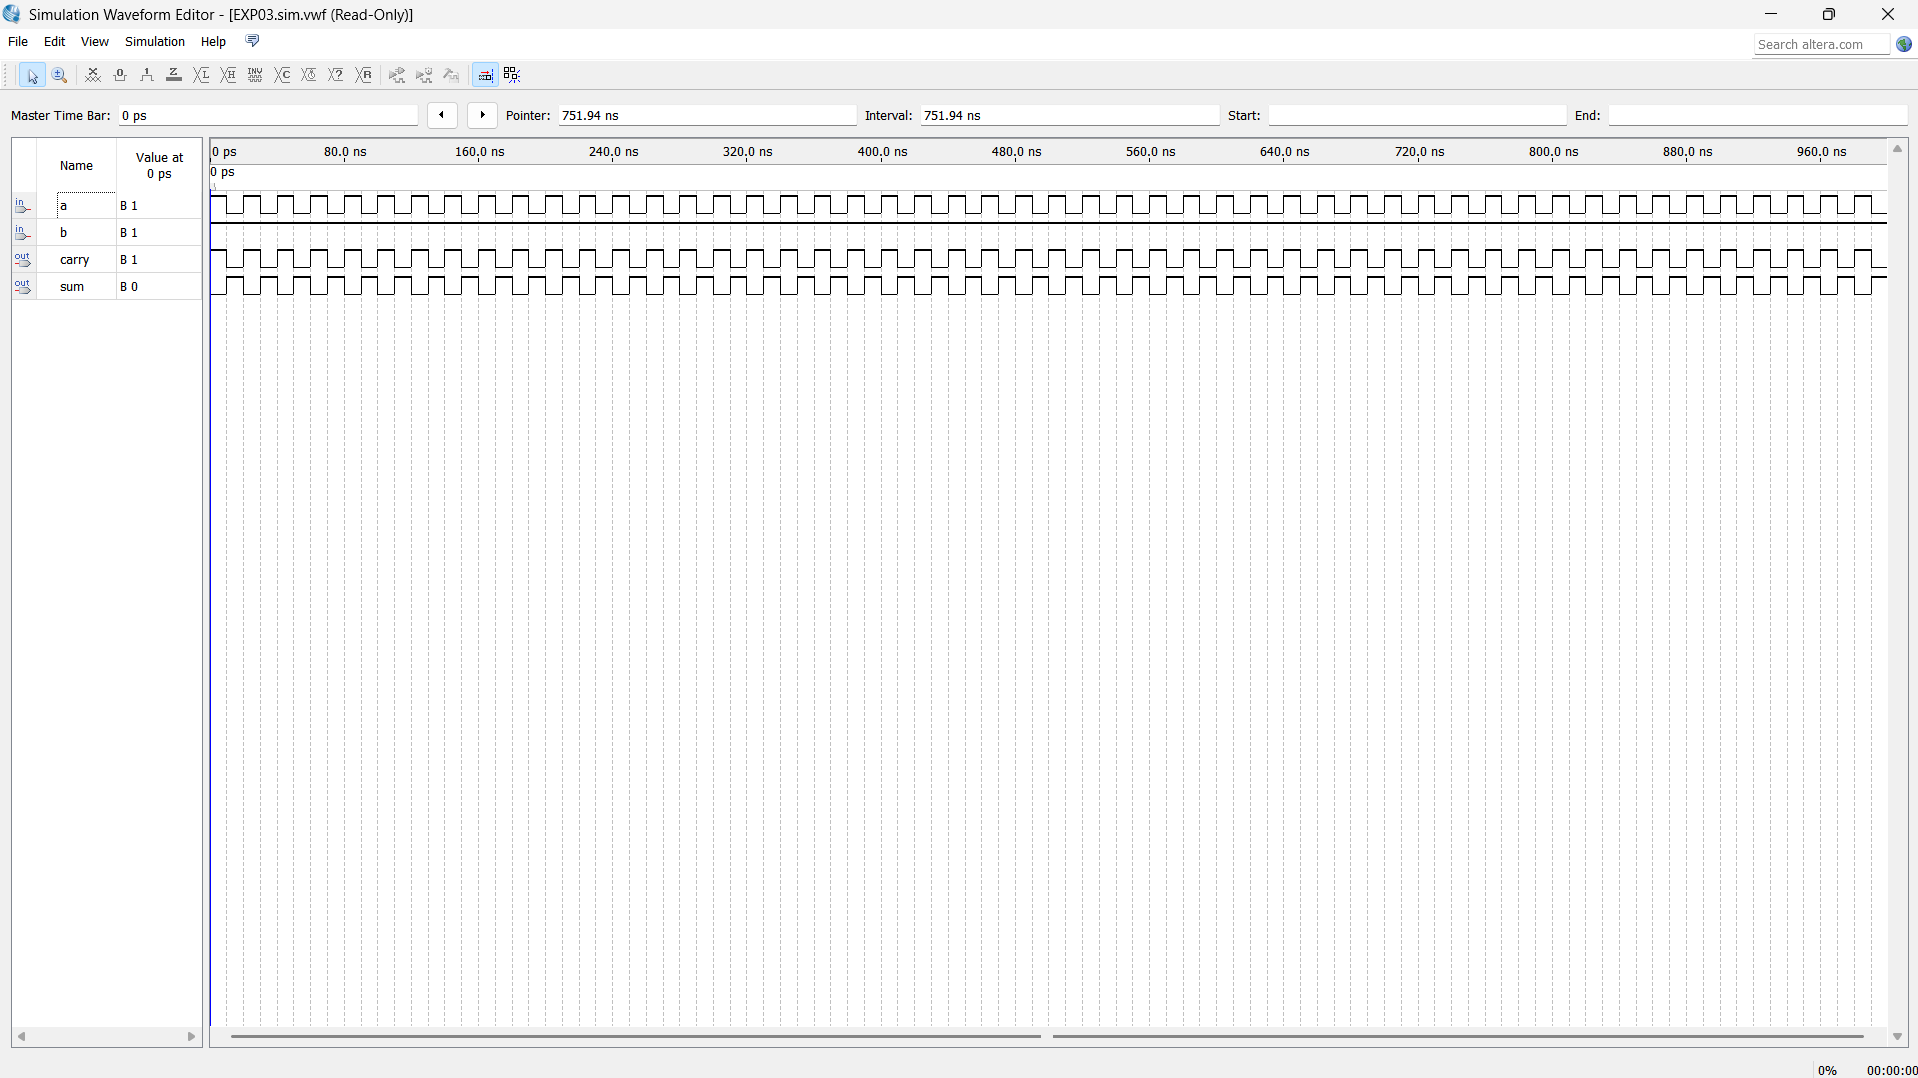 Simulation Waveform Editor - [EXP03.sim.vwf (Read-Only)]
File Edit View Simulation Help
Search altera.com
Master Time Bar: 0 ps Pointer: 751.94 ns Interval: 751.94 ns Start: End:
Name Value at 0 ps
0 ps 80.0 ns 160.0 ns 240.0 ns 320.0 ns 400.0 ns 480.0 ns 560.0 ns 640.0 ns 720.0 ns 800.0 ns 880.0 ns 960.0 ns
0 ps
in a B 1
in b B 1
out carry B 1
out sum B 0
0% 00:00:00